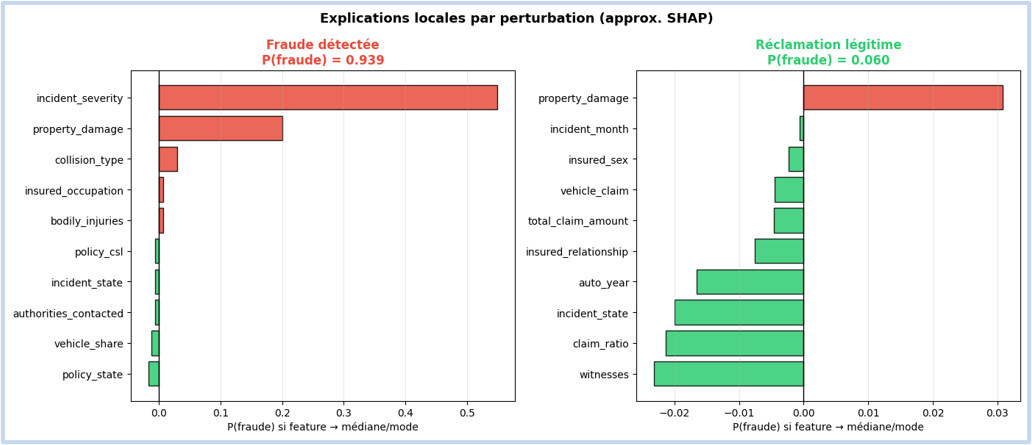 Explications locales par perturbation (approx. SHAP)
Fraude détectée
P(fraude) = 0.939
incident_severity
property_damage
collision_type
insured_occupation
bodily_injuries
policy_csl
incident_state
authorities_contacted
vehicle_share
policy_state
0.0 0.1 0.2 0.3 0.4 0.5
P(fraude) si feature → médiane/mode
Réclamation légitime
P(fraude) = 0.060
property_damage
incident_month
insured_sex
vehicle_claim
total_claim_amount
insured_relationship
auto_year
incident_state
claim_ratio
witnesses
−0.02 −0.01 0.00 0.01 0.02 0.03
P(fraude) si feature → médiane/mode